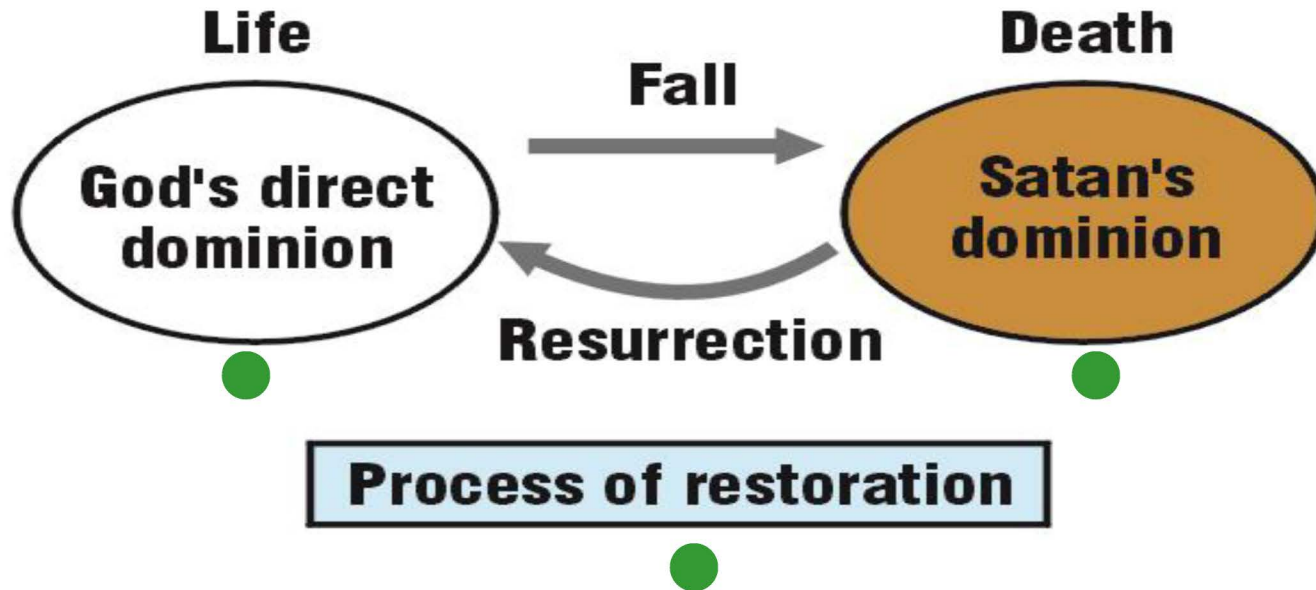 Life
Death
Fall
God's direct
dominion
Satan's
dominion
Resurrection
Process of restoration